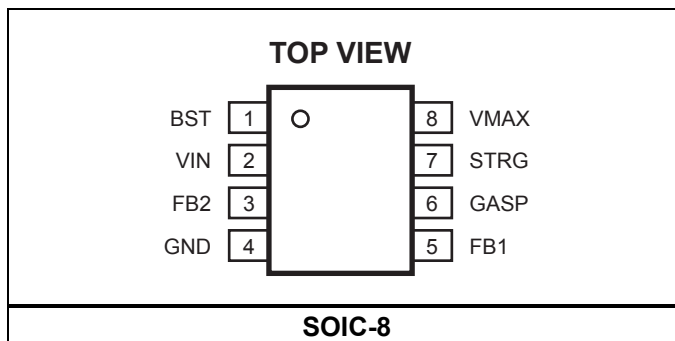 TOP VIEW
BST 1 8 VMAX
VIN 2 7 STRG
FB2 3 6 GASP
GND 4 5 FB1
SOIC-8